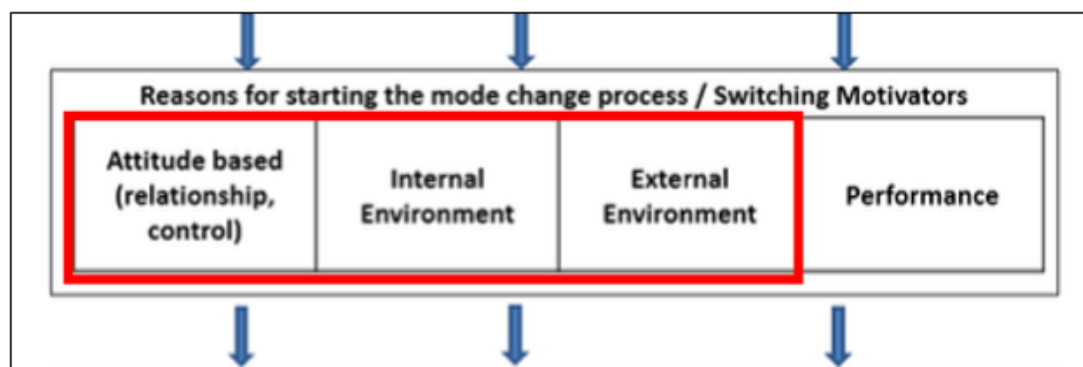 Reasons for starting the mode change process / Switching Motivators
Attitude based
(relationship,
control)
Internal
Environment
External
Environment
Performance